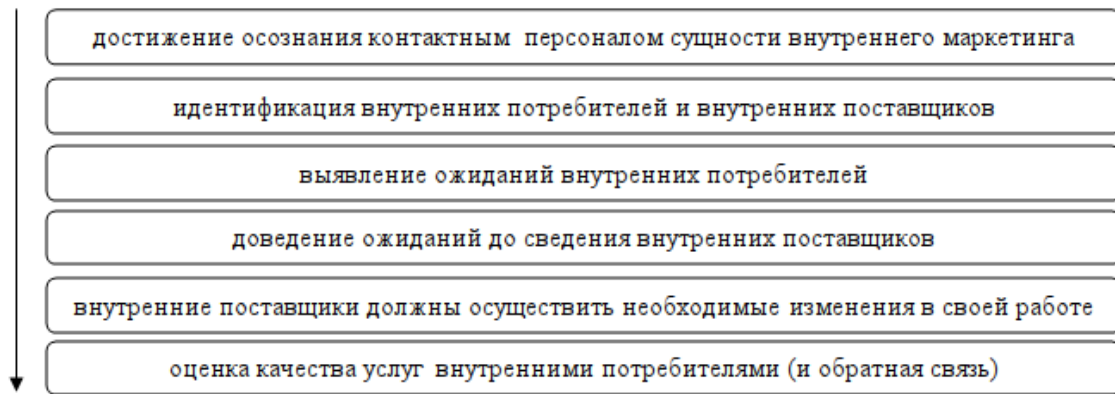 достижение осознания контактным персоналом сущности внутреннего маркетинга
идентификация внутренних потребителей и внутренних поставщиков
выявление ожиданий внутренних потребителей
доведение ожиданий до сведения внутренних поставщиков
внутренние поставщики должны осуществить необходимые изменения в своей работе
оценка качества услуг внутренними потребителями (и обратная связь)